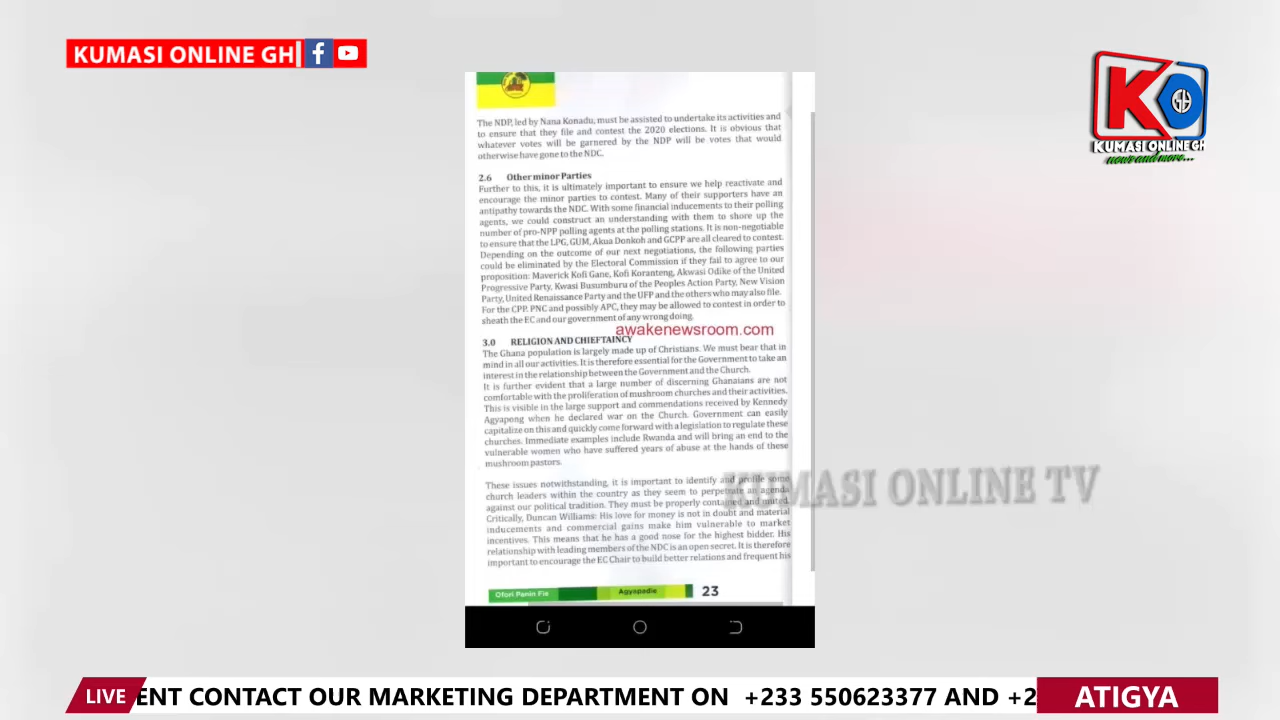 KUMASI ONLINE GH
KO
GH
KUMASI ONLINE GH
news and more...
The NDP, led by Nana Konadu, must be assisted to undertake its activities and
to ensure that they file and contest the 2020 elections. It is obvious that
whatever votes will be garnered by the NDP will be votes that would
otherwise have gone to the NDC.
2.6 Other minor Parties
Further to this, it is ultimately important to ensure we help reactivate and
encourage the minor parties to contest. Many of their supporters have an
antipathy towards the NDC. With some financial inducements to their polling
agents, we could construct an understanding with them to shore up the
number of pro-NPP polling agents at the polling stations. It is non-negotiable
to ensure that the LPG, GUM, Akua Donkoh and GCPP are all cleared to contest.
Depending on the outcome of our next negotiations, the following parties
could be eliminated by the Electoral Commission if they fail to agree to our
proposition: Maverick Kofi Gane, Kofi Koranteng, Akwasi Odike of the United
Progressive Party, Kwasi Busumburu of the Peoples Action Party, New Vision
Party, United Renaissance Party and the UFP and the others who may also file.
For the CPP, PNC and possibly APC, they may be allowed to contest in order to
sheath the EC and our government of any wrong doing.
awakenewsroom.com
3.0 RELIGION AND CHIEFTAINCY
The Ghana population is largely made up of Christians. We must bear that in
mind in all our activities. It is therefore essential for the Government to take an
interest in the relationship between the Government and the Church.
It is further evident that a large number of discerning Ghanaians are not
comfortable with the proliferation of mushroom churches and their activities.
This is visible in the large support and commendations received by Kennedy
Agyapong when he declared war on the Church. Government can easily
capitalize on this and quickly come forward with a legislation to regulate these
churches. Immediate examples include Rwanda and will bring an end to the
vulnerable women who have suffered years of abuse at the hands of these
mushroom pastors.
These issues notwithstanding, it is important to identify and profile some
church leaders within the country as they seem to perpetrate an agenda
against our political tradition. They must be properly contained and muted.
Critically, Duncan Williams: His love for money is not in doubt and material
inducements and commercial gains make him vulnerable to market
incentives. This means that he has a good nose for the highest bidder. His
relationship with leading members of the NDC is an open secret. It is therefore
important to encourage the EC Chair to build better relations and frequent his
KUMASI ONLINE TV
Ofori Panin Fie Agyapadie 23
LIVE ENT CONTACT OUR MARKETING DEPARTMENT ON +233 550623377 AND +2 ATIGYA